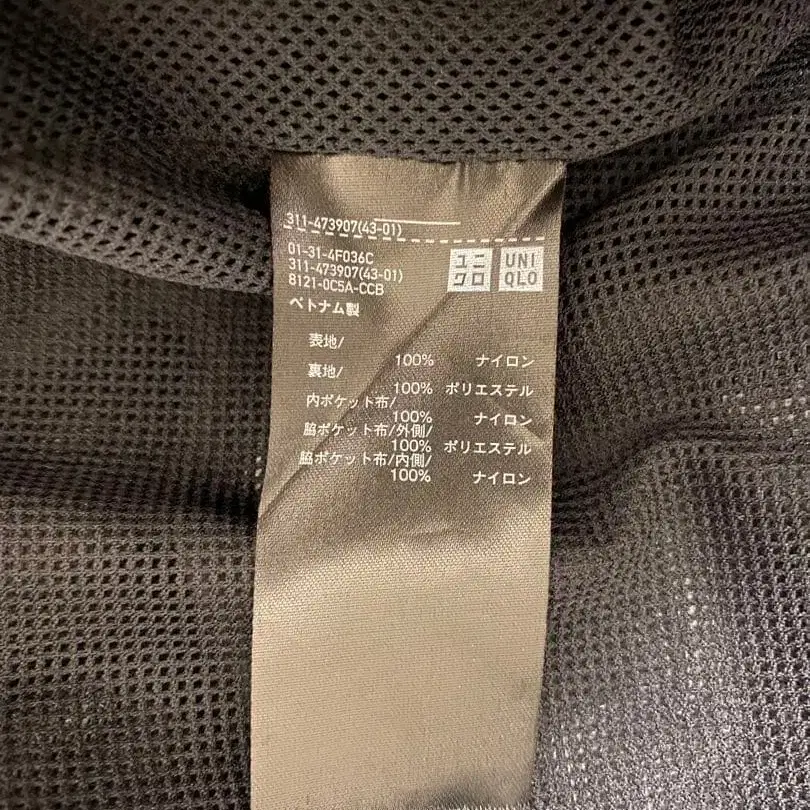 311-473907(43-01)
01-31-4F036C
311-473907(43-01)
8121-0C5A-CCB
ユニ
クロ
UNI
QLO
ベトナム製
表地/
100% ナイロン
裏地/
100% ポリエステル
内ポケット布/
100% ナイロン
脇ポケット布/外側/
100% ポリエステル
脇ポケット布/内側/
100% ナイロン